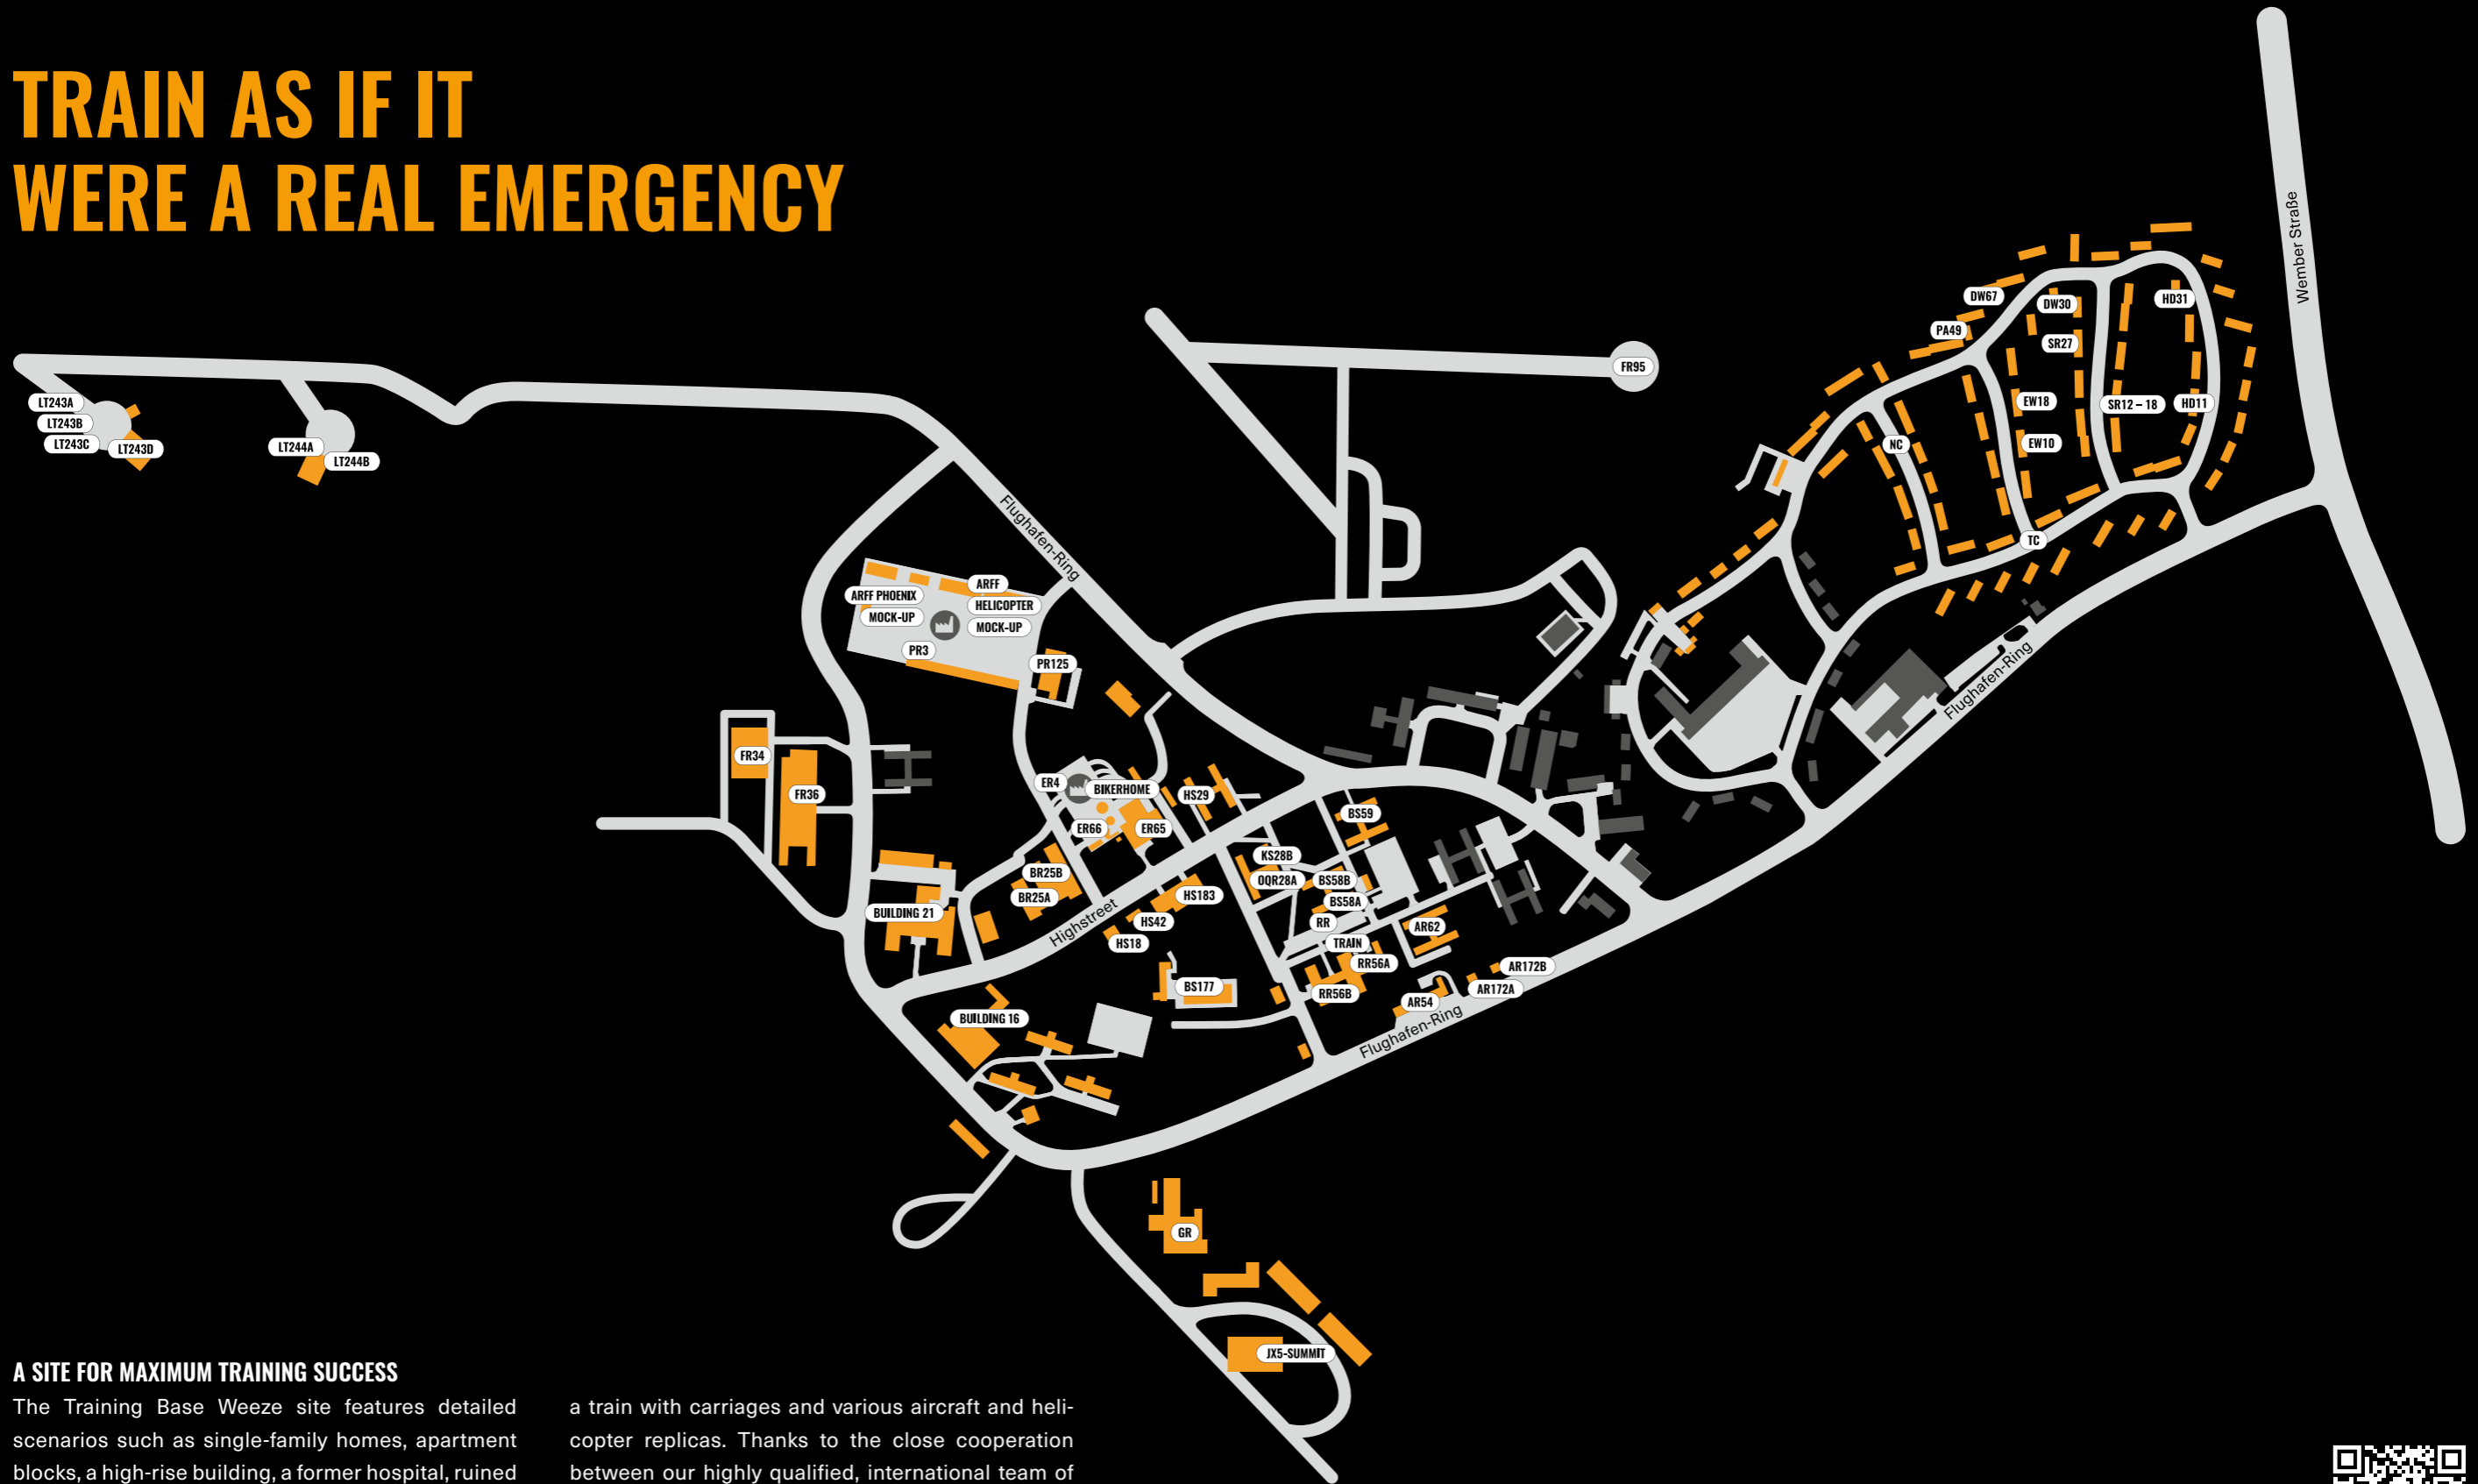 TRAIN AS IF IT
WERE A REAL EMERGENCY
Wember Straße
DW67
DW30
HD31
PA49
SR27
FR95
LT243A
LT243B
LT243C
LT243D
LT244A
LT244B
EW18
SR12 – 18
HD11
EW10
NC
TC
Flughafen-Ring
ARFF
ARFF PHOENIX
HELICOPTER
MOCK-UP
MOCK-UP
PR3
PR125
Flughafen-Ring
FR34
FR36
ER4
BIKERHOME
HS29
BS59
ER66
ER65
KS28B
BR25B
OQR28A
BS58B
BR25A
HS183
BS58A
BUILDING 21
Highstreet
HS42
RR
AR62
HS18
TRAIN
RR56A
AR172B
BS177
RR56B
AR172A
AR54
BUILDING 16
Flughafen-Ring
GR
JX5-SUMMIT
A SITE FOR MAXIMUM TRAINING SUCCESS
The Training Base Weeze site features detailed
scenarios such as single-family homes, apartment
blocks, a high-rise building, a former hospital, ruined
a train with carriages and various aircraft and heli-
copter replicas. Thanks to the close cooperation
between our highly qualified, international team of